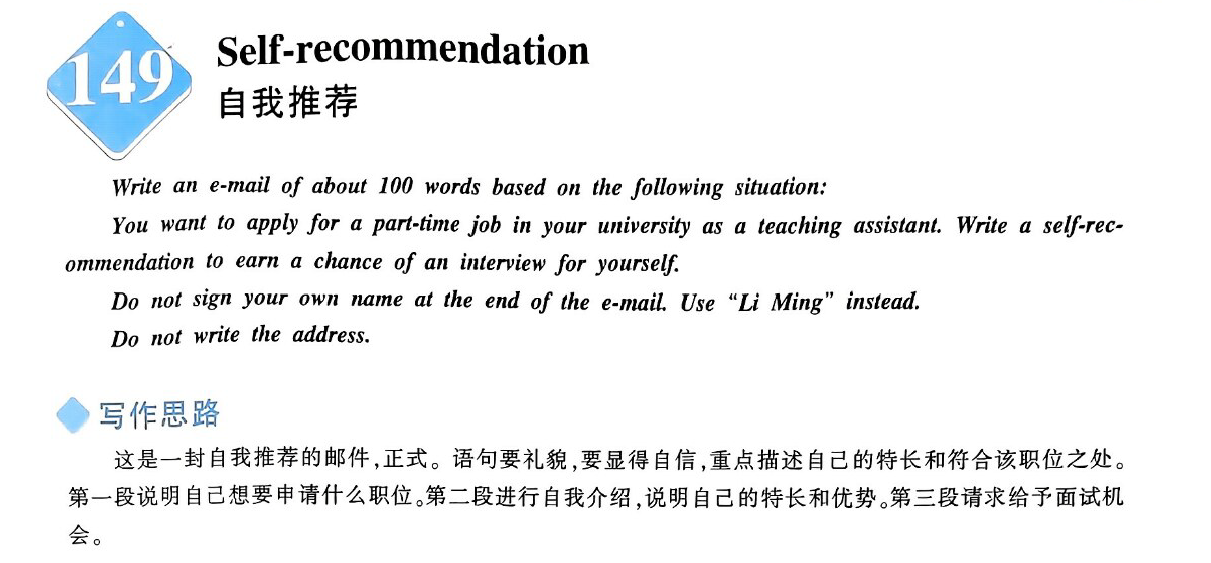 149
Self-recommendation
自我推荐
Write an e-mail of about 100 words based on the following situation:
You want to apply for a part-time job in your university as a teaching assistant. Write a self-rec-
ommendation to earn a chance of an interview for yourself.
Do not sign your own name at the end of the e-mail. Use “Li Ming” instead.
Do not write the address.
写作思路
这是一封自我推荐的邮件,正式。语句要礼貌,要显得自信,重点描述自己的特长和符合该职位之处。
第一段说明自己想要申请什么职位。第二段进行自我介绍,说明自己的特长和优势。第三段请求给予面试机
会。